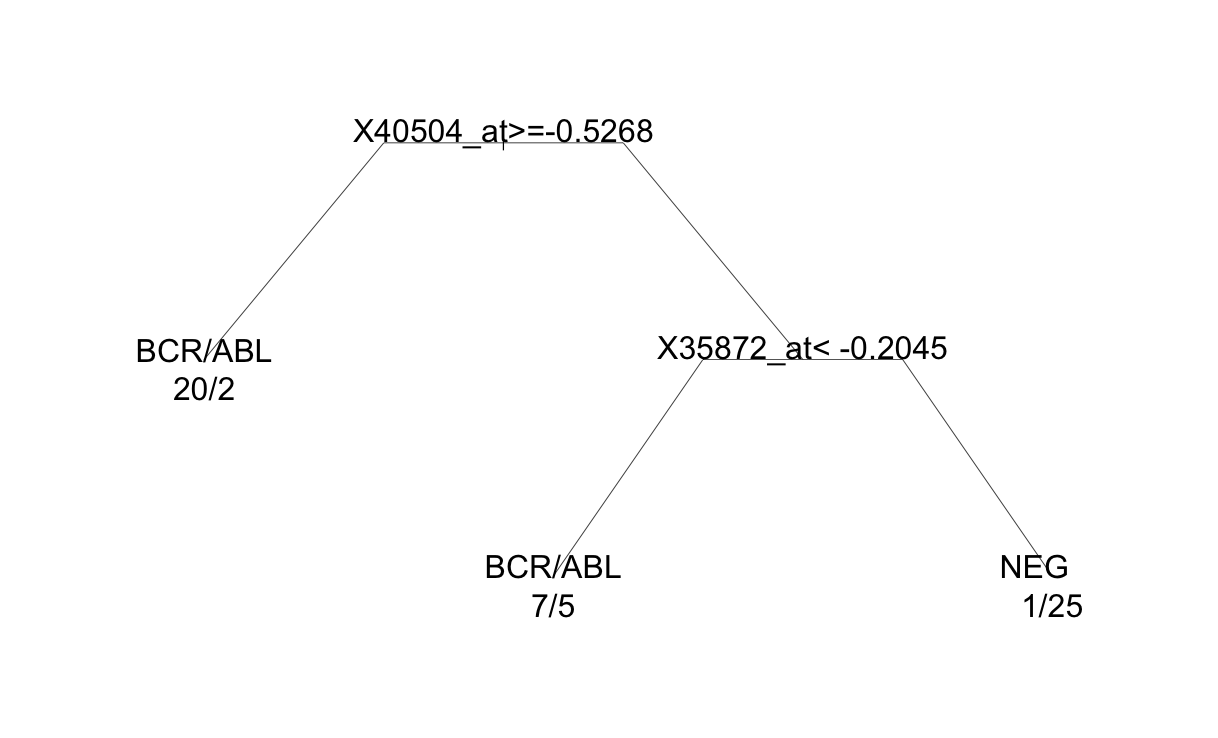 X40504_at>=-0.5268
BCR/ABL
20/2
X35872_at< -0.2045
BCR/ABL
7/5
NEG
1/25